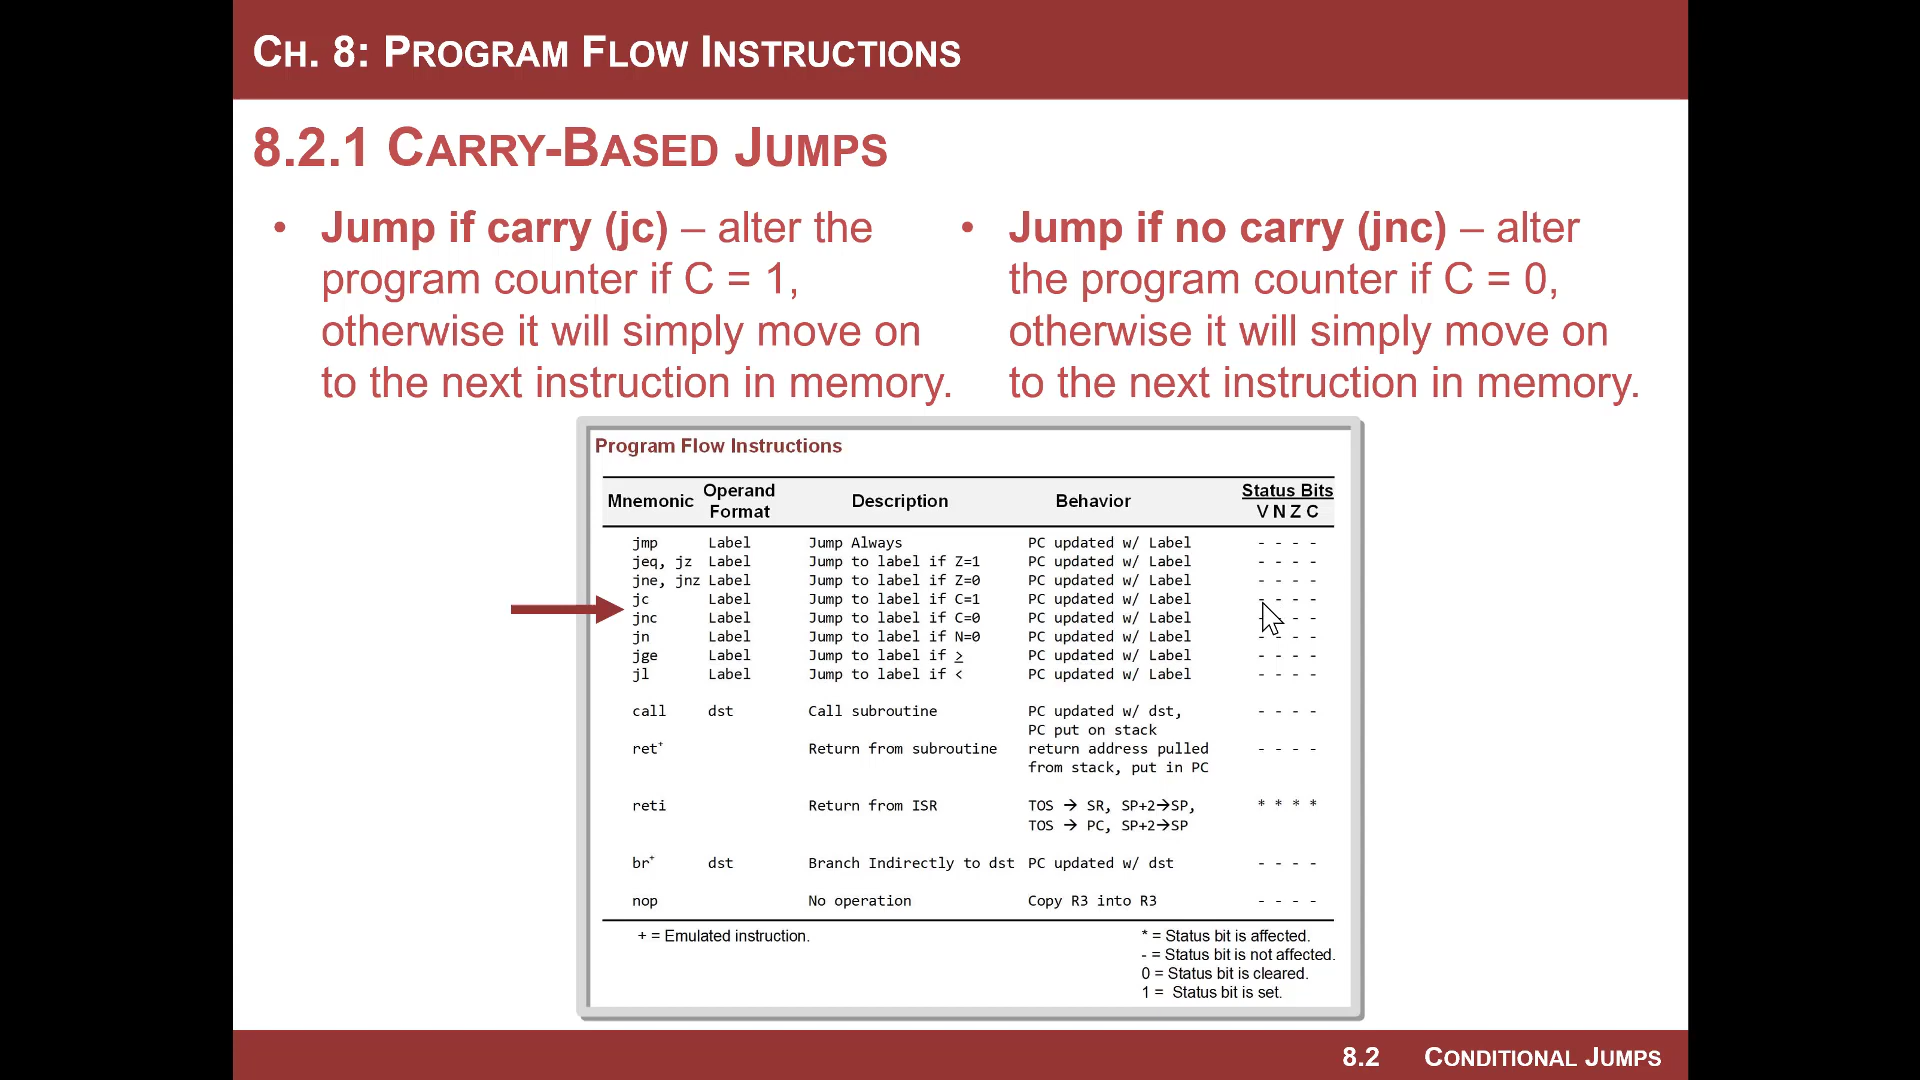 CH. 8: PROGRAM FLOW INSTRUCTIONS
8.2.1 CARRY-BASED JUMPS
• Jump if carry (jc) – alter the
program counter if C = 1,
otherwise it will simply move on
to the next instruction in memory.
• Jump if no carry (jnc) – alter
the program counter if C = 0,
otherwise it will simply move on
to the next instruction in memory.
Program Flow Instructions
Mnemonic Operand Format Description Behavior Status Bits V N Z C
jmp Label Jump Always PC updated w/ Label - - - -
jeq, jz Label Jump to label if Z=1 PC updated w/ Label - - - -
jne, jnz Label Jump to label if Z=0 PC updated w/ Label - - - -
jc Label Jump to label if C=1 PC updated w/ Label - - - -
jnc Label Jump to label if C=0 PC updated w/ Label - - - -
jn Label Jump to label if N=0 PC updated w/ Label - - - -
jge Label Jump to label if ≥ PC updated w/ Label - - - -
jl Label Jump to label if < PC updated w/ Label - - - -
call dst Call subroutine PC updated w/ dst, - - - -
PC put on stack
ret+ Return from subroutine return address pulled - - - -
from stack, put in PC
reti Return from ISR TOS → SR, SP+2→SP, * * * *
TOS → PC, SP+2→SP
br+ dst Branch Indirectly to dst PC updated w/ dst - - - -
nop No operation Copy R3 into R3 - - - -
+ = Emulated instruction.
* = Status bit is affected.
- = Status bit is not affected.
0 = Status bit is cleared.
1 = Status bit is set.
8.2 CONDITIONAL JUMPS